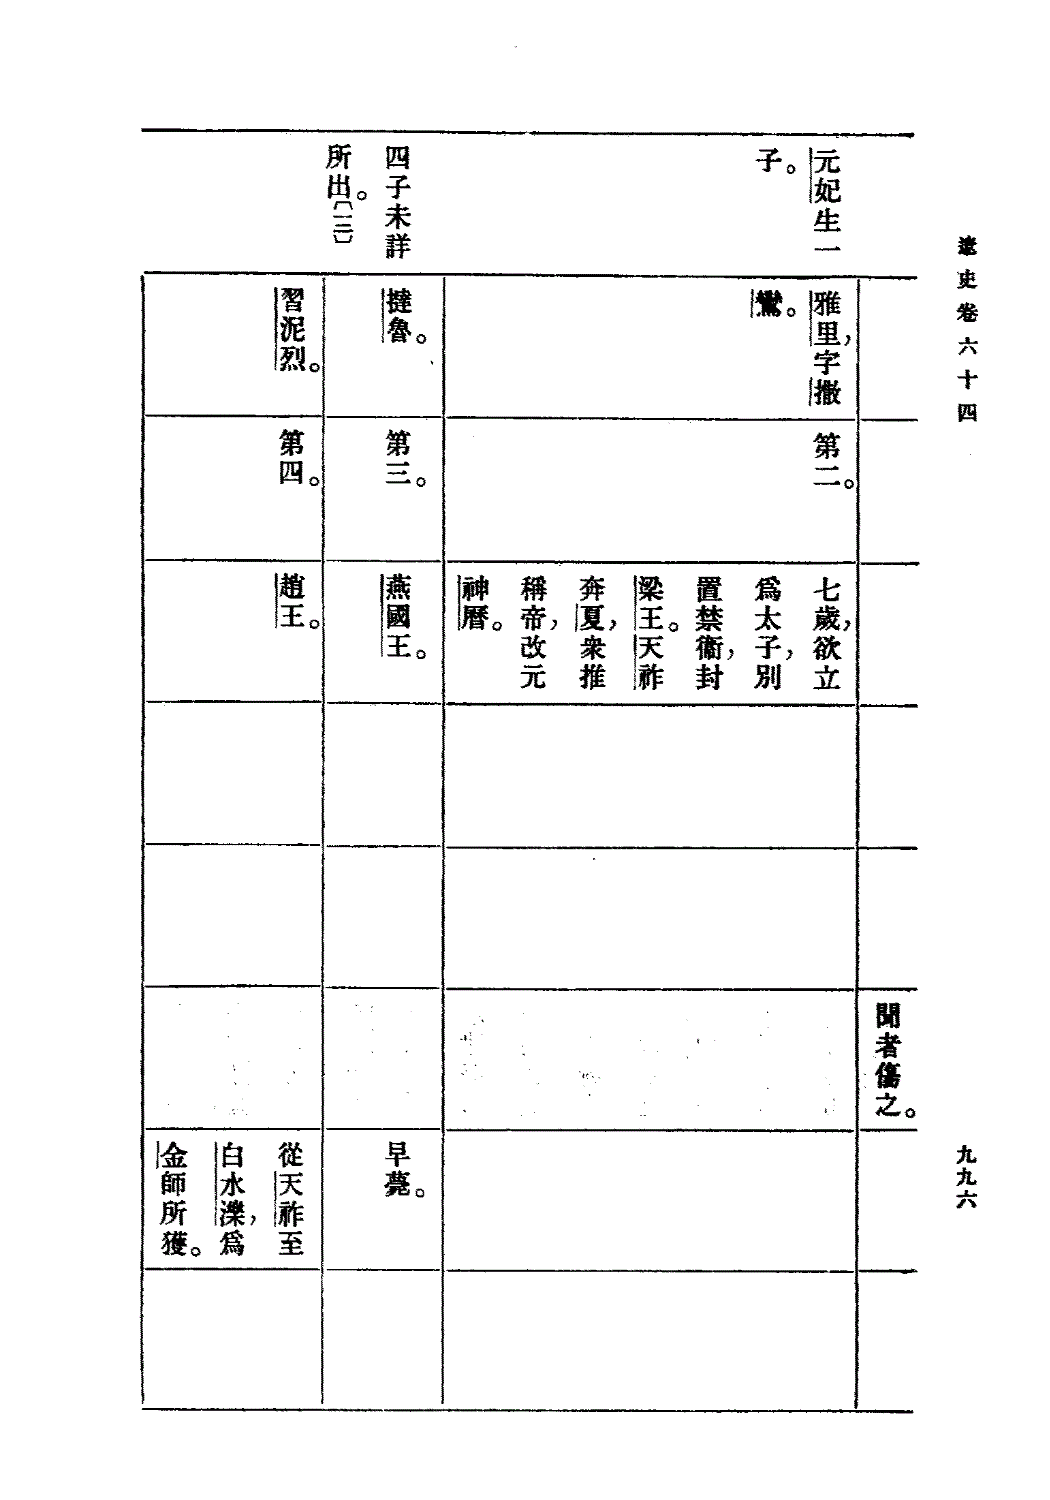 遼史卷六十四
九九六
聞者傷之。
元妃生一
子。
雅里，字撒
鸞。
第二。
七歲，欲立
爲太子，別
置禁衞，封
梁王。天祚
奔夏，衆推
稱帝，改元
神曆。
四子未詳
所出。〔三〕
撻魯。
第三。
燕國王。
早薨。
習泥烈。
第四。
趙王。
從天祚至
白水濼，爲
金師所獲。